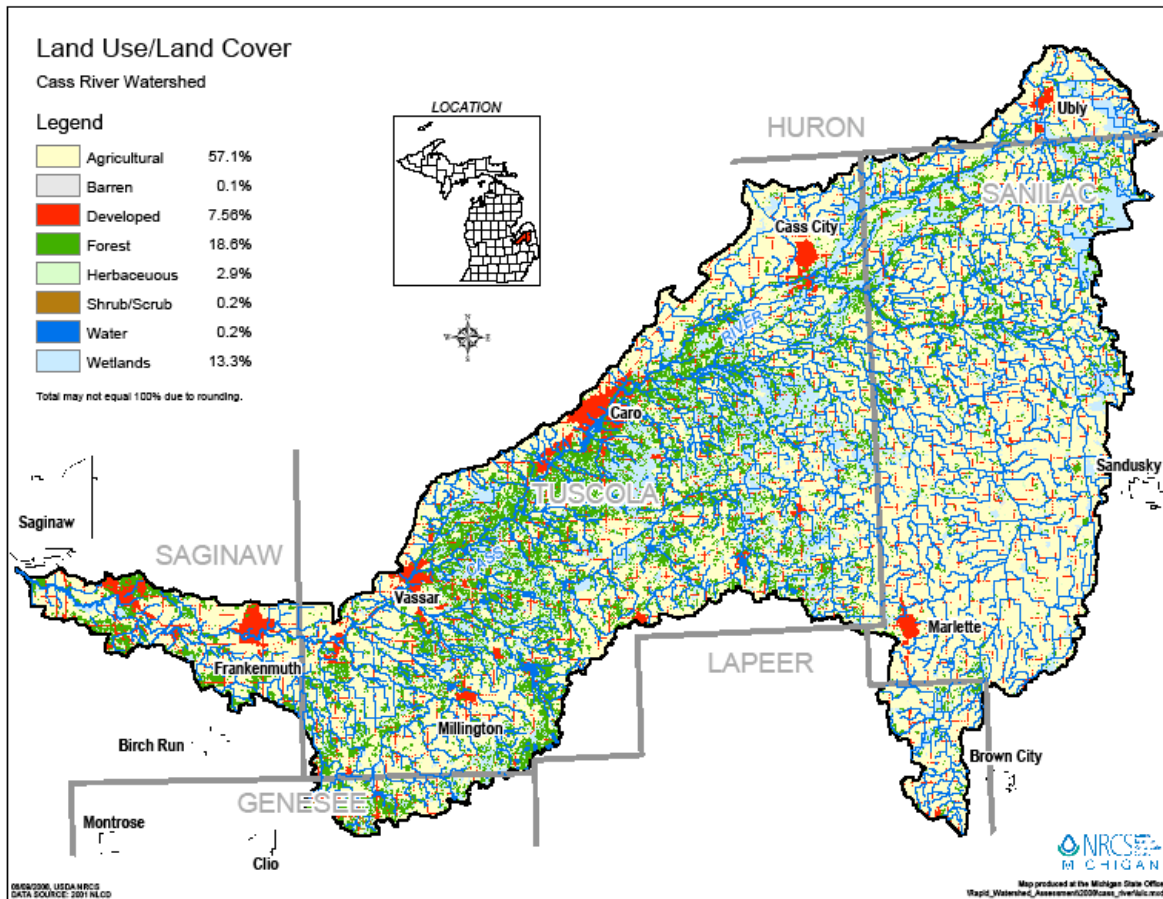 Land Use/Land Cover
Cass River Watershed
Legend
Agricultural 57.1%
Barren 0.1%
Developed 7.56%
Forest 18.6%
Herbaceuous 2.9%
Shrub/Scrub 0.2%
Water 0.2%
Wetlands 13.3%
Total may not equal 100% due to rounding.
LOCATION
N
HURON
Ubly
SANILAC
Cass City
RIVER
Caro
Sandusky
TUSCOLA
Saginaw
SAGINAW
CASS
Vassar
Marlette
Frankenmuth
LAPEER
Millington
Birch Run
Brown City
GENESEE
Montrose
Clio
NRCS
MICHIGAN
USDA NRCS
DATA SOURCE: 2001 NLCD
Map produced at the Michigan State Office